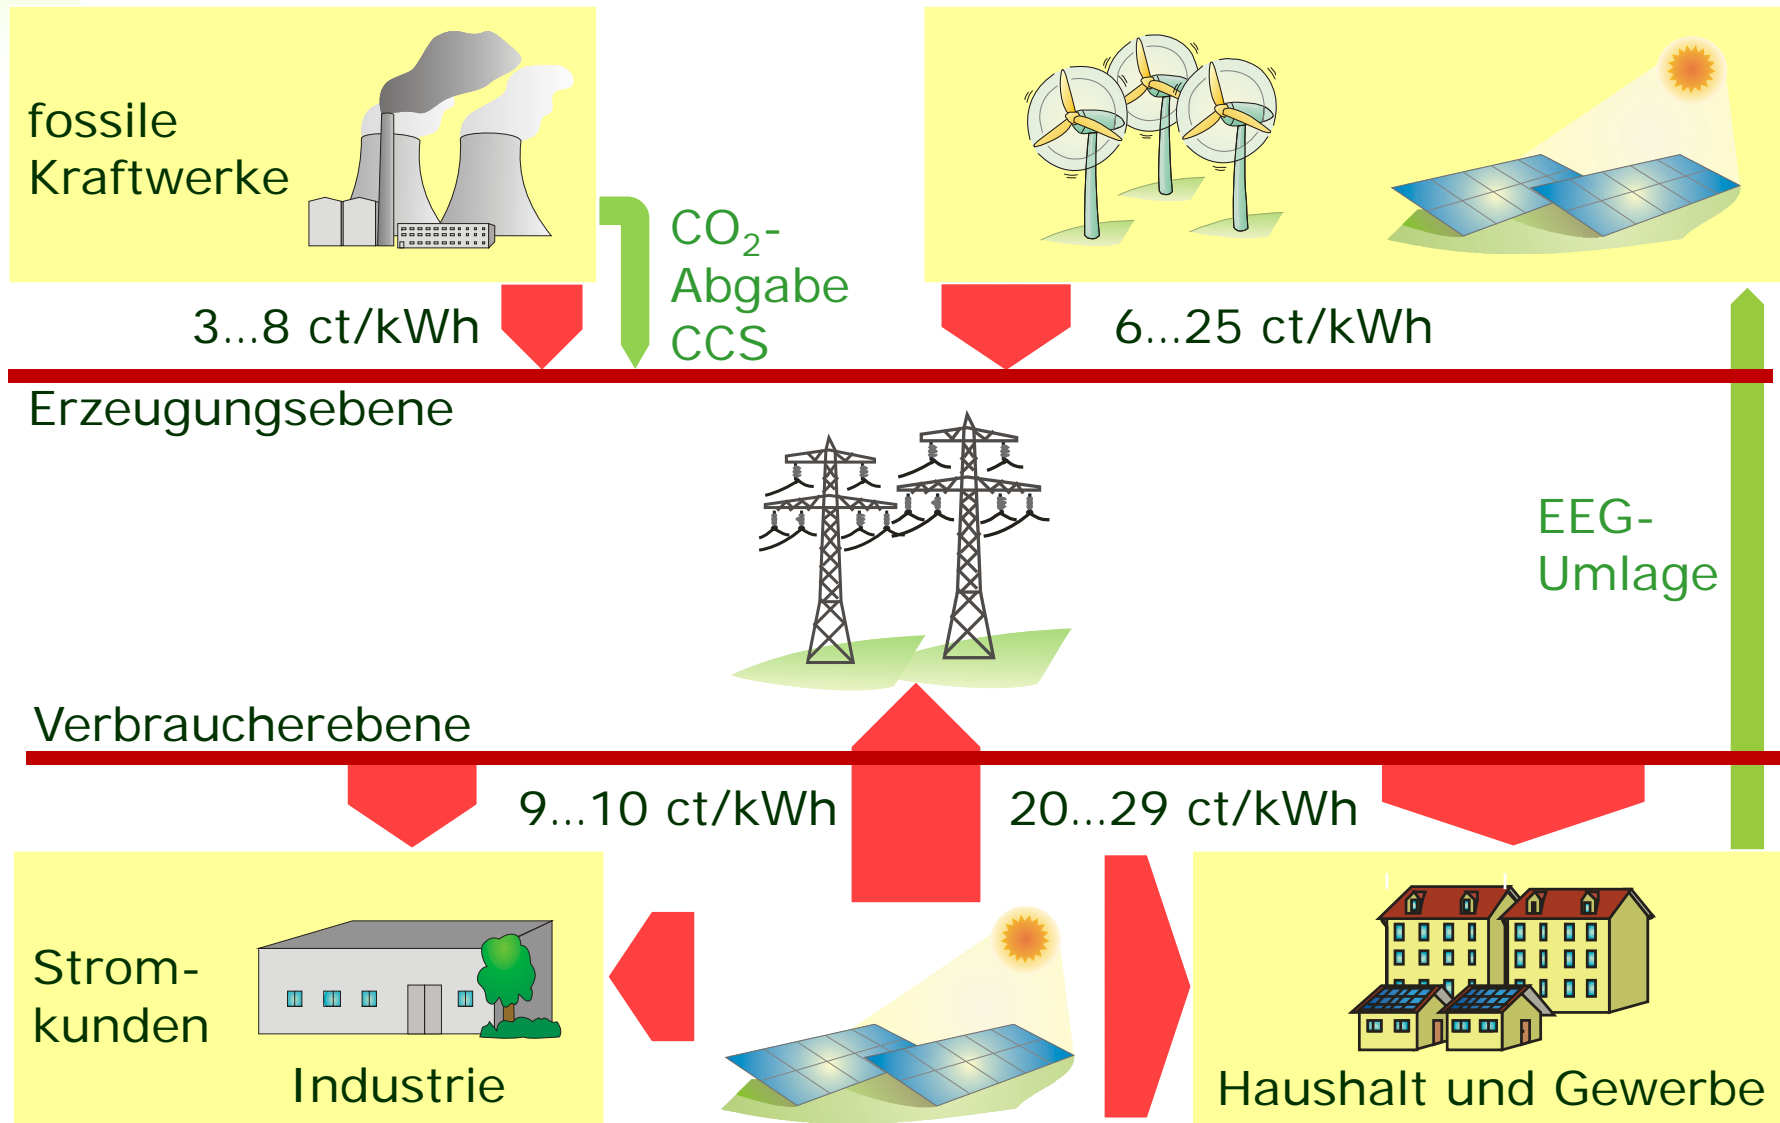 fossile
Kraftwerke
CO₂-
Abgabe
CCS
3...8 ct/kWh
6...25 ct/kWh
Erzeugungsebene
EEG-
Umlage
Verbraucherebene
9...10 ct/kWh
20...29 ct/kWh
Strom-
kunden
Industrie
Haushalt und Gewerbe